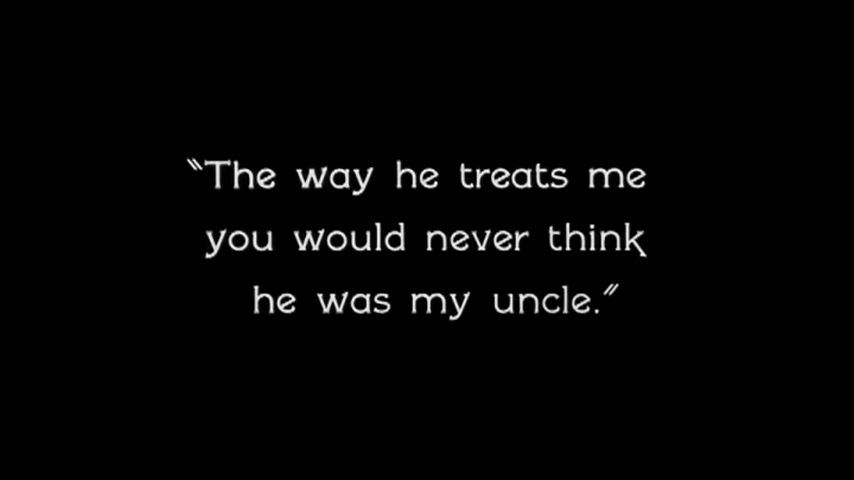 “The way he treats me
you would never think
he was my uncle.”